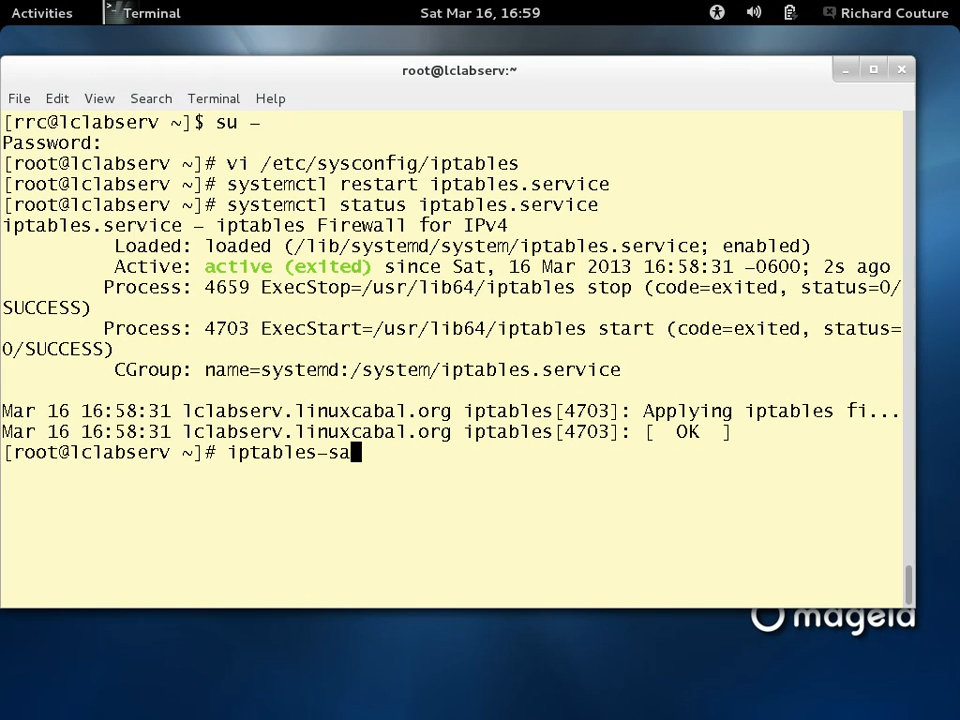 Activities Terminal Sat Mar 16, 16:59 Richard Couture
root@lclabserv:~
File Edit View Search Terminal Help
[rrc@lclabserv ~]$ su -
Password:
[root@lclabserv ~]# vi /etc/sysconfig/iptables
[root@lclabserv ~]# systemctl restart iptables.service
[root@lclabserv ~]# systemctl status iptables.service
iptables.service - iptables Firewall for IPv4
Loaded: loaded (/lib/systemd/system/iptables.service; enabled)
Active: active (exited) since Sat, 16 Mar 2013 16:58:31 -0600; 2s ago
Process: 4659 ExecStop=/usr/lib64/iptables stop (code=exited, status=0/
SUCCESS)
Process: 4703 ExecStart=/usr/lib64/iptables start (code=exited, status=
0/SUCCESS)
CGroup: name=systemd:/system/iptables.service
Mar 16 16:58:31 lclabserv.linuxcabal.org iptables[4703]: Applying iptables fi...
Mar 16 16:58:31 lclabserv.linuxcabal.org iptables[4703]: [ OK ]
[root@lclabserv ~]# iptables-sa
mageia